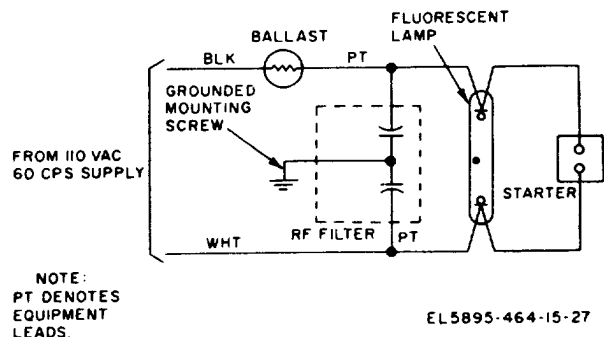 FLUORESCENT
LAMP
BALLAST
BLK
PT
GROUNDED
MOUNTING
SCREW
FROM 110 VAC
60 CPS SUPPLY
STARTER
RF FILTER
PT
WHT
NOTE:
PT DENOTES
EQUIPMENT
LEADS.
EL5895-464-15-27